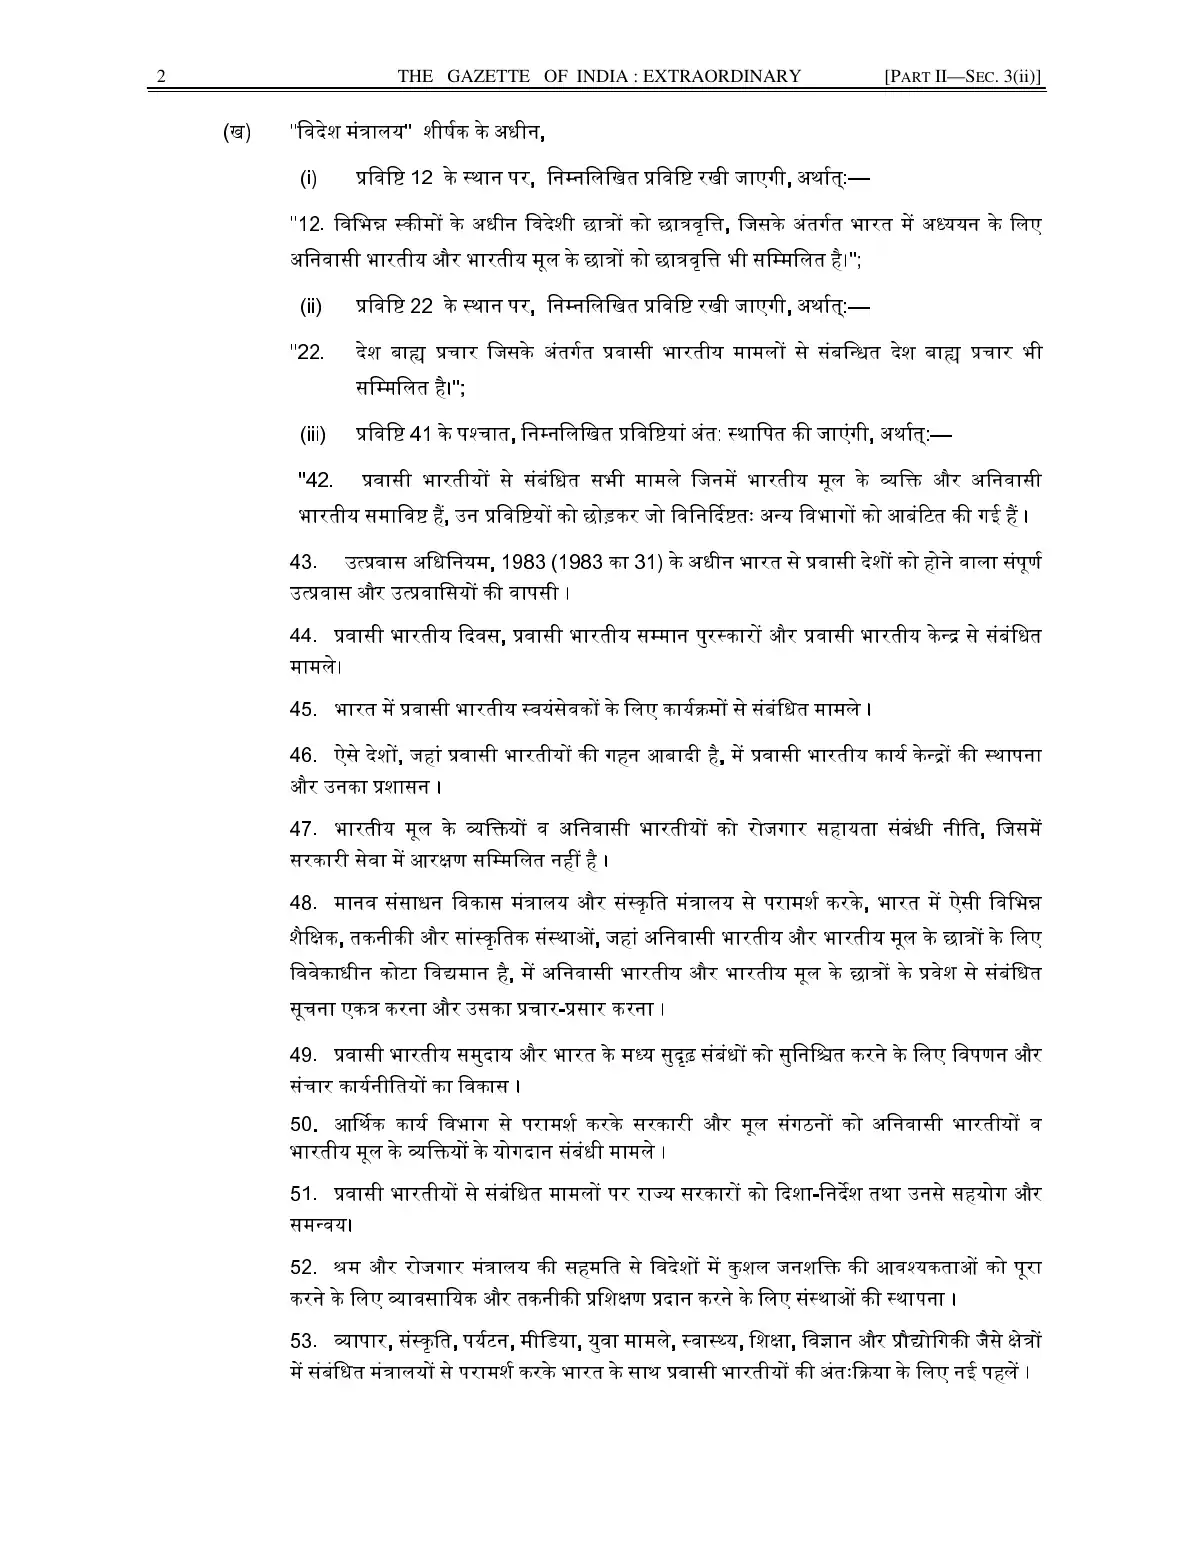 2 THE GAZETTE OF INDIA : EXTRAORDINARY [PART II—SEC. 3(ii)]
(ख) "विदेश मंत्रालय" शीर्षक के अधीन,
(i) प्रविष्टि 12 के स्थान पर, निम्नलिखित प्रविष्टि रखी जाएगी, अर्थात्:—
"12. विभिन्न स्कीमों के अधीन विदेशी छात्रों को छात्रवृत्ति, जिसके अंतर्गत भारत में अध्ययन के लिए
अनिवासी भारतीय और भारतीय मूल के छात्रों को छात्रवृत्ति भी सम्मिलित है।";
(ii) प्रविष्टि 22 के स्थान पर, निम्नलिखित प्रविष्टि रखी जाएगी, अर्थात्:—
"22. देश बाह्य प्रचार जिसके अंतर्गत प्रवासी भारतीय मामलों से संबन्धित देश बाह्य प्रचार भी
सम्मिलित है।";
(iii) प्रविष्टि 41 के पश्चात, निम्नलिखित प्रविष्टियां अंत: स्थापित की जाएंगी, अर्थात्:—
"42. प्रवासी भारतीयों से संबंधित सभी मामले जिनमें भारतीय मूल के व्यक्ति और अनिवासी
भारतीय समाविष्ट हैं, उन प्रविष्टियों को छोड़कर जो विनिर्दिष्टतः अन्य विभागों को आबंटित की गई हैं ।
43. उत्प्रवास अधिनियम, 1983 (1983 का 31) के अधीन भारत से प्रवासी देशों को होने वाला संपूर्ण
उत्प्रवास और उत्प्रवासियों की वापसी ।
44. प्रवासी भारतीय दिवस, प्रवासी भारतीय सम्मान पुरस्कारों और प्रवासी भारतीय केन्द्र से संबंधित
मामले।
45. भारत में प्रवासी भारतीय स्वयंसेवकों के लिए कार्यक्रमों से संबंधित मामले ।
46. ऐसे देशों, जहां प्रवासी भारतीयों की गहन आबादी है, में प्रवासी भारतीय कार्य केन्द्रों की स्थापना
और उनका प्रशासन ।
47. भारतीय मूल के व्यक्तियों व अनिवासी भारतीयों को रोजगार सहायता संबंधी नीति, जिसमें
सरकारी सेवा में आरक्षण सम्मिलित नहीं है ।
48. मानव संसाधन विकास मंत्रालय और संस्कृति मंत्रालय से परामर्श करके, भारत में ऐसी विभिन्न
शैक्षिक, तकनीकी और सांस्कृतिक संस्थाओं, जहां अनिवासी भारतीय और भारतीय मूल के छात्रों के लिए
विवेकाधीन कोटा विद्यमान है, में अनिवासी भारतीय और भारतीय मूल के छात्रों के प्रवेश से संबंधित
सूचना एकत्र करना और उसका प्रचार-प्रसार करना ।
49. प्रवासी भारतीय समुदाय और भारत के मध्य सुदृढ़ संबंधों को सुनिश्चित करने के लिए विपणन और
संचार कार्यनीतियों का विकास ।
50. आर्थिक कार्य विभाग से परामर्श करके सरकारी और मूल संगठनों को अनिवासी भारतीयों व
भारतीय मूल के व्यक्तियों के योगदान संबंधी मामले ।
51. प्रवासी भारतीयों से संबंधित मामलों पर राज्य सरकारों को दिशा-निर्देश तथा उनसे सहयोग और
समन्वय।
52. श्रम और रोजगार मंत्रालय की सहमति से विदेशों में कुशल जनशक्ति की आवश्यकताओं को पूरा
करने के लिए व्यावसायिक और तकनीकी प्रशिक्षण प्रदान करने के लिए संस्थाओं की स्थापना ।
53. व्यापार, संस्कृति, पर्यटन, मीडिया, युवा मामले, स्वास्थ्य, शिक्षा, विज्ञान और प्रौद्योगिकी जैसे क्षेत्रों
में संबंधित मंत्रालयों से परामर्श करके भारत के साथ प्रवासी भारतीयों की अंतःक्रिया के लिए नई पहलें ।